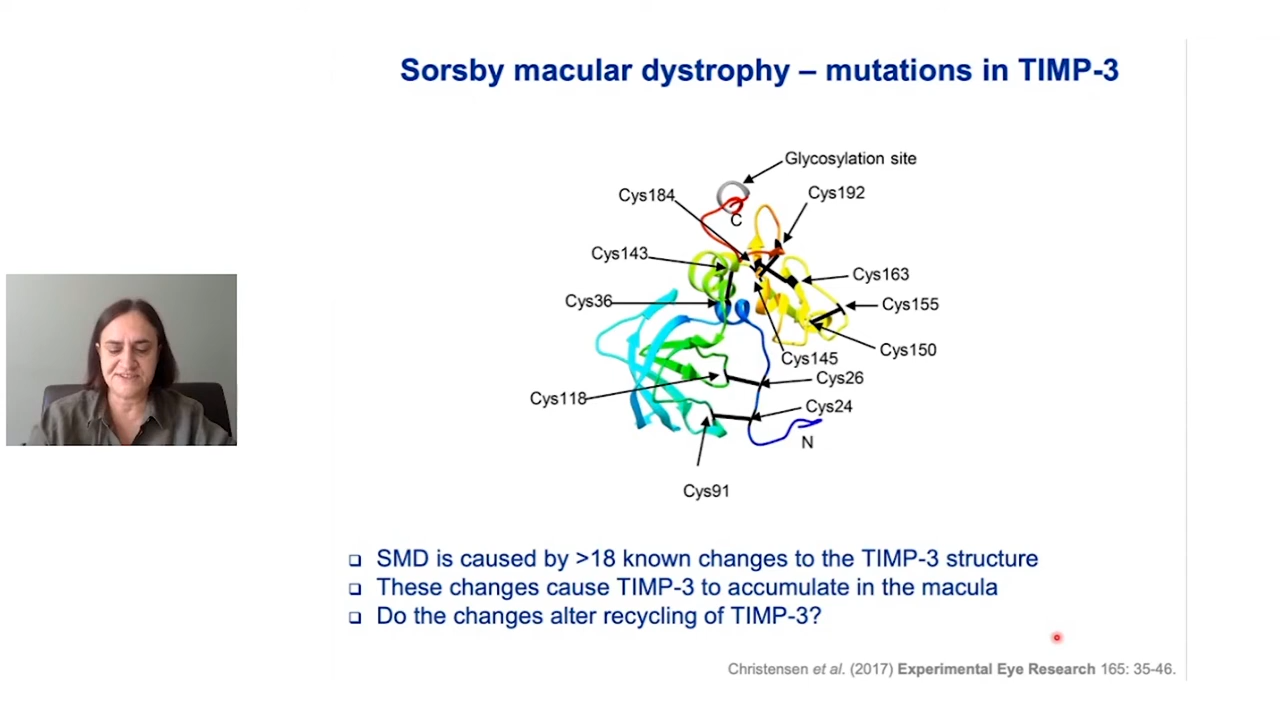 Sorsby macular dystrophy – mutations in TIMP-3
Glycosylation site
Cys184
Cys192
C
Cys143
Cys163
Cys36
Cys155
Cys150
Cys145
Cys26
Cys118
Cys24
N
Cys91
SMD is caused by >18 known changes to the TIMP-3 structure
These changes cause TIMP-3 to accumulate in the macula
Do the changes alter recycling of TIMP-3?
Christensen et al. (2017) Experimental Eye Research 165: 35-46.